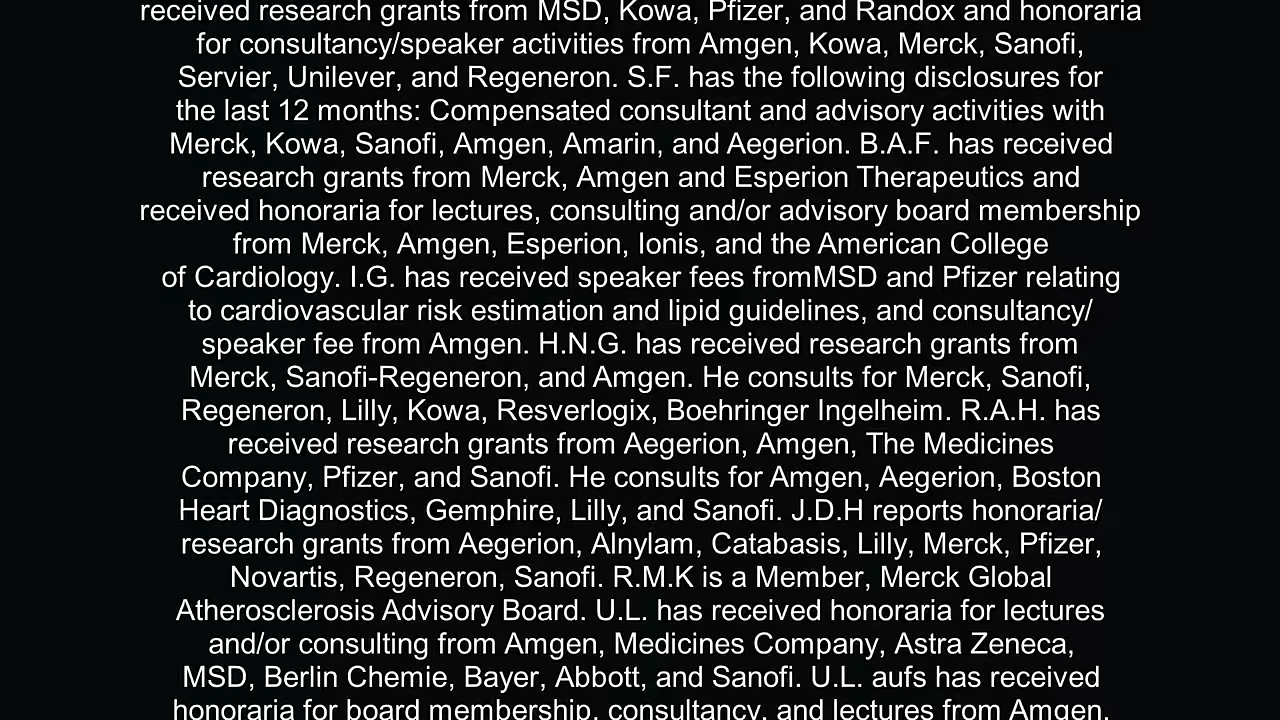 received research grants from MSD, Kowa, Pfizer, and Randox and honoraria
for consultancy/speaker activities from Amgen, Kowa, Merck, Sanofi,
Servier, Unilever, and Regeneron. S.F. has the following disclosures for
the last 12 months: Compensated consultant and advisory activities with
Merck, Kowa, Sanofi, Amgen, Amarin, and Aegerion. B.A.F. has received
research grants from Merck, Amgen and Esperion Therapeutics and
received honoraria for lectures, consulting and/or advisory board membership
from Merck, Amgen, Esperion, Ionis, and the American College
of Cardiology. I.G. has received speaker fees fromMSD and Pfizer relating
to cardiovascular risk estimation and lipid guidelines, and consultancy/
speaker fee from Amgen. H.N.G. has received research grants from
Merck, Sanofi-Regeneron, and Amgen. He consults for Merck, Sanofi,
Regeneron, Lilly, Kowa, Resverlogix, Boehringer Ingelheim. R.A.H. has
received research grants from Aegerion, Amgen, The Medicines
Company, Pfizer, and Sanofi. He consults for Amgen, Aegerion, Boston
Heart Diagnostics, Gemphire, Lilly, and Sanofi. J.D.H reports honoraria/
research grants from Aegerion, Alnylam, Catabasis, Lilly, Merck, Pfizer,
Novartis, Regeneron, Sanofi. R.M.K is a Member, Merck Global
Atherosclerosis Advisory Board. U.L. has received honoraria for lectures
and/or consulting from Amgen, Medicines Company, Astra Zeneca,
MSD, Berlin Chemie, Bayer, Abbott, and Sanofi. U.L. aufs has received
honoraria for board membership, consultancy, and lectures from Amgen,